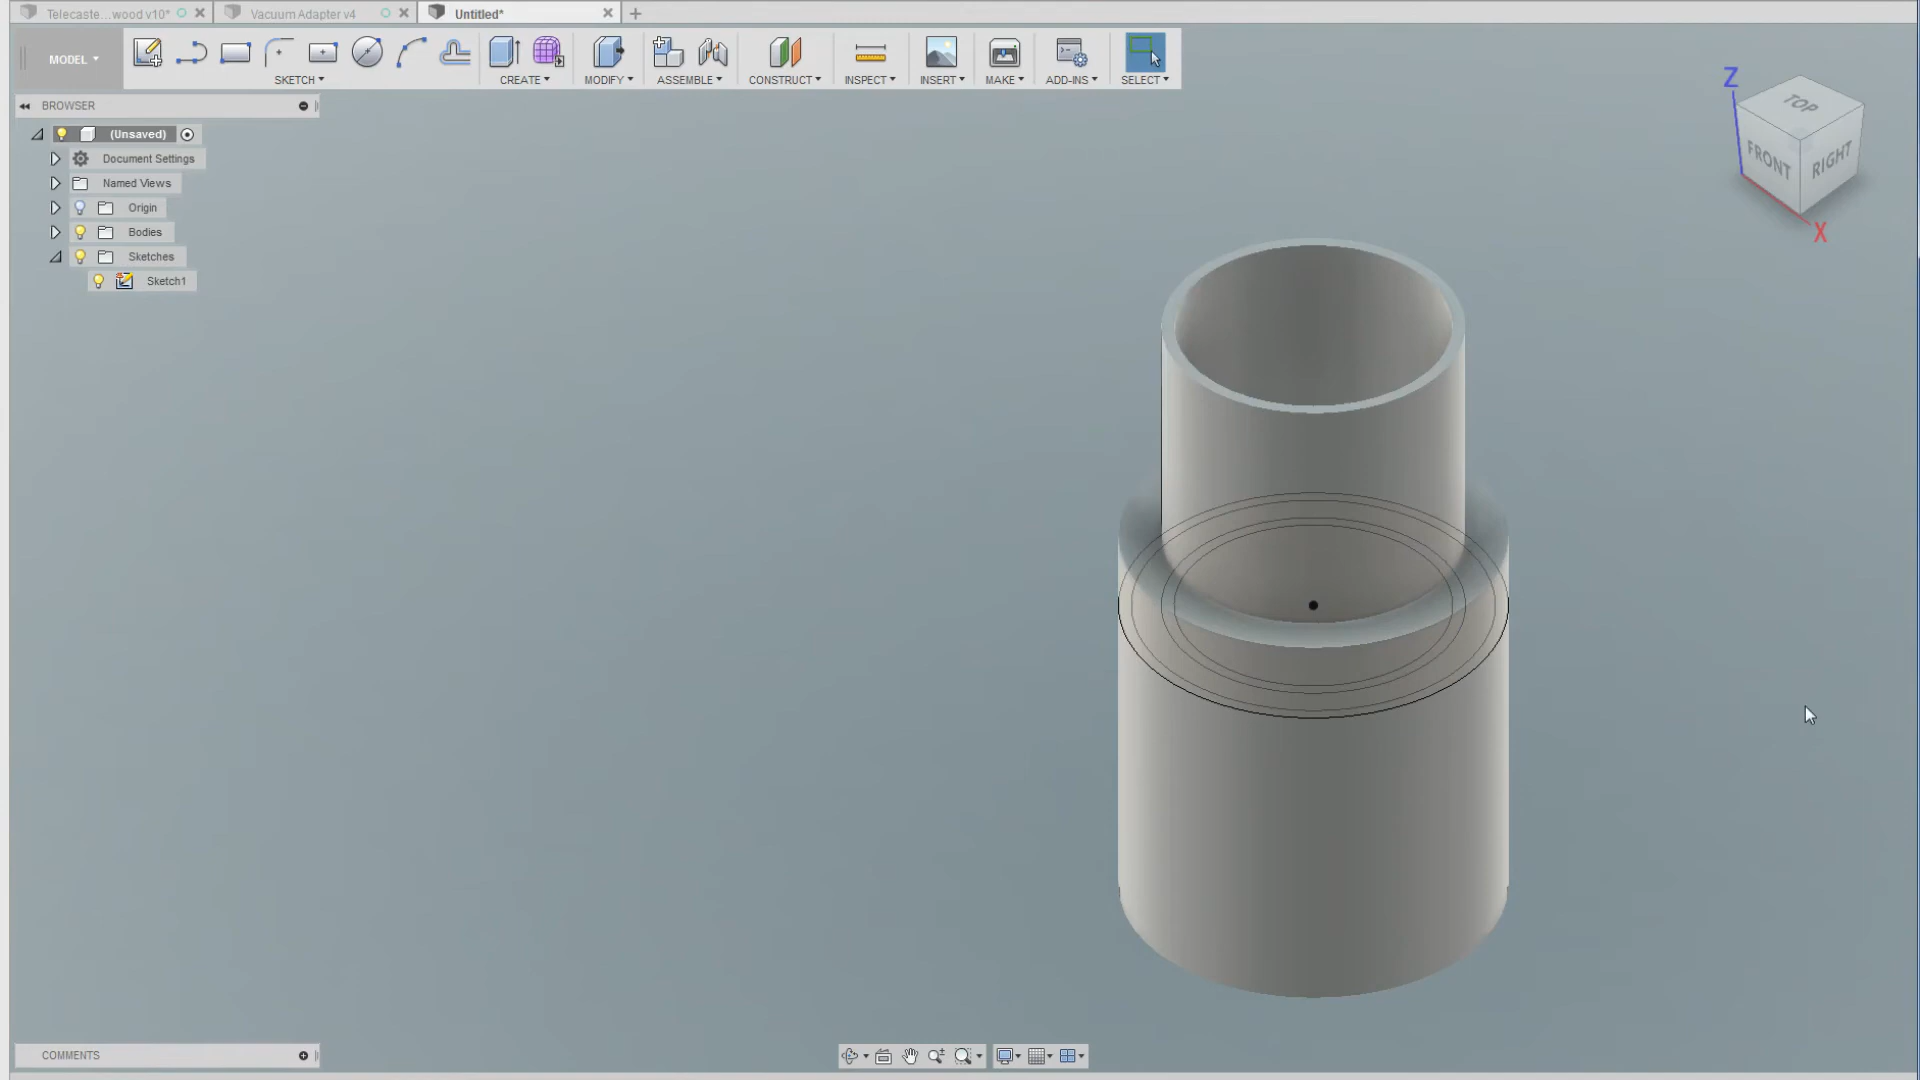 Telecaste...wood v10*
Vacuum Adapter v4
Untitled*
MODEL
SKETCH
CREATE
MODIFY
ASSEMBLE
CONSTRUCT
INSPECT
INSERT
MAKE
ADD-INS
SELECT
BROWSER
(Unsaved)
Document Settings
Named Views
Origin
Bodies
Sketches
Sketch1
Z
TOP
FRONT
RIGHT
X
COMMENTS